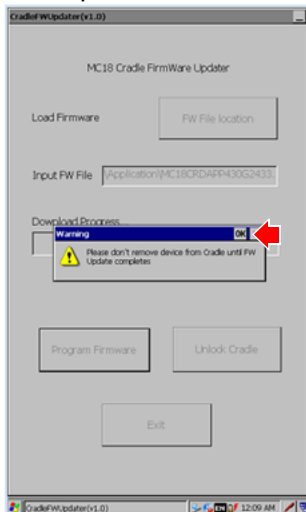 CradleFWUpdater(v1.0)
MC18 Cradle FirmWare Updater
Load Firmware
FW File location
Input FW File
\Application\MC18CRDAPP430G2433.
Download Progress...
Warning
OK
Please don't remove device from Cradle until FW
Update completes
Program Firmware
Unlock Cradle
Exit
CradleFWUpdater(v1.0)
EN
12:09 AM